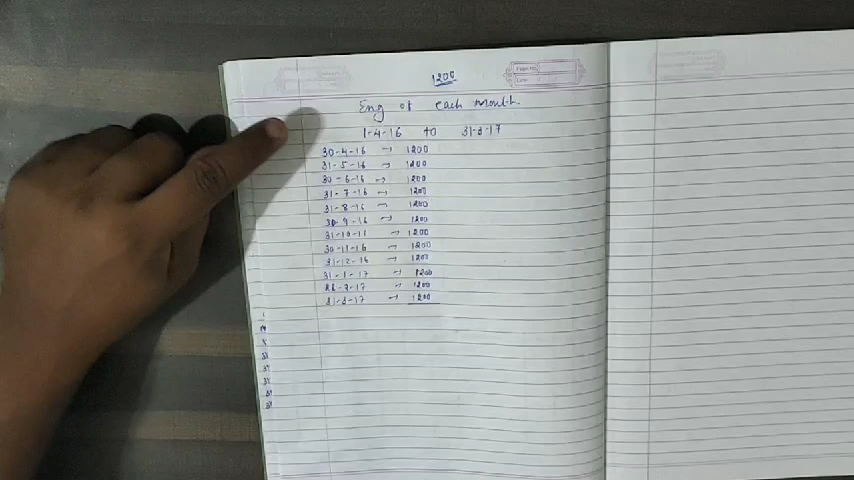 1200
Eng of each month
1-4-16 to 31-3-17
30-4-16 → 1200
31-5-16 → 1200
30-6-16 → 1200
31-7-16 → 1200
31-8-16 → 1200
30-9-16 → 1200
31-10-11 → 1200
30-11-16 → 1200
31-12-16 → 1200
31-1-17 → 1200
28-2-17 → 1200
31-3-17 → 1200